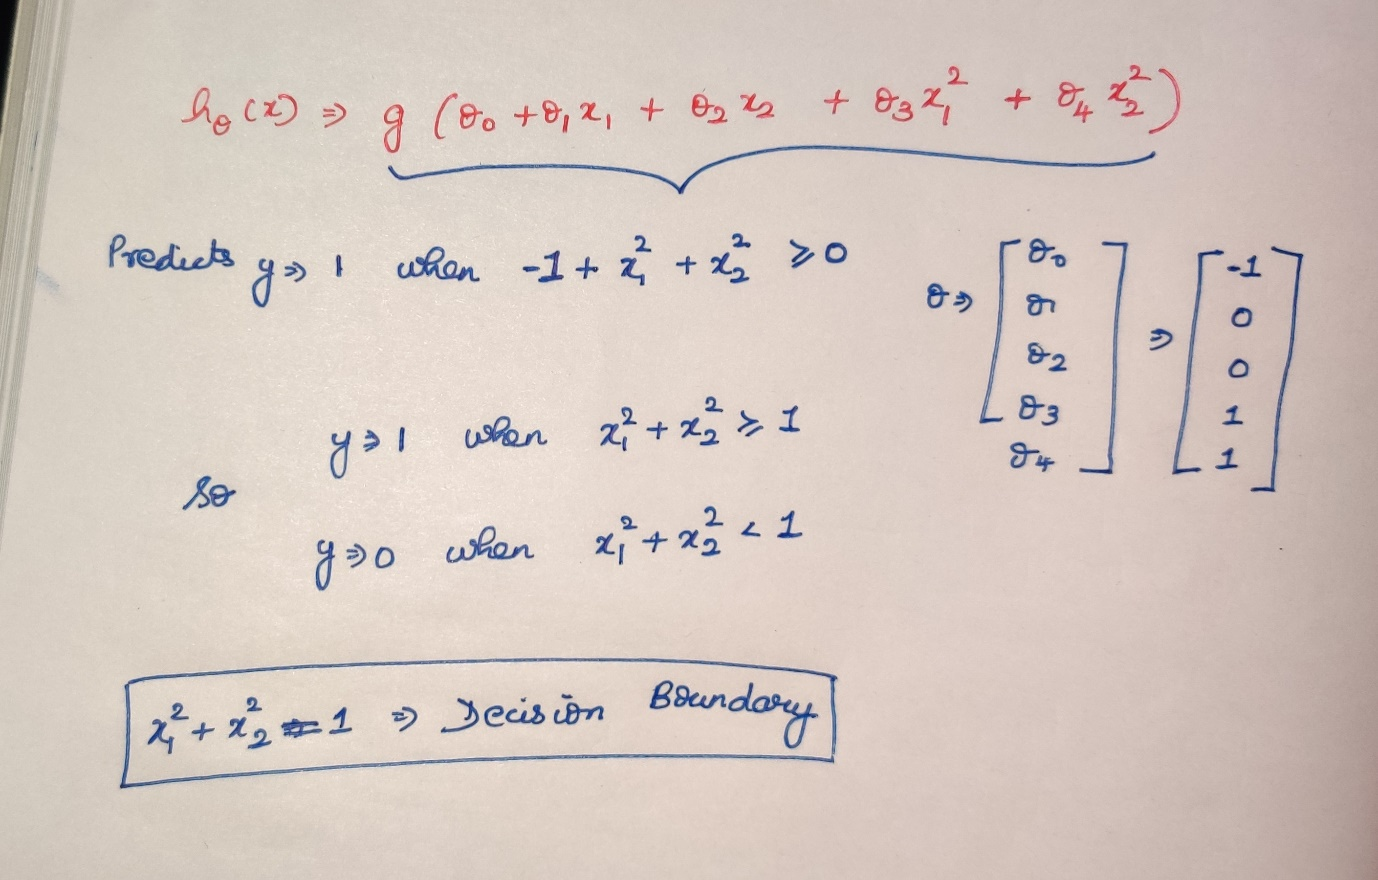 h_θ(x) ⇒ g (θ₀ + θ₁x₁ + θ₂x₂ + θ₃x₁² + θ₄x₂²)
Predicts y ⇒ 1 when -1 + x₁² + x₂² ⩾ 0
θ ⇒ [θ₀ θ₁ θ₂ θ₃ θ₄] ⇒ [-1 0 0 1 1]
y ⇒ 1 when x₁² + x₂² ⩾ 1
So
y ⇒ 0 when x₁² + x₂² < 1
x₁² + x₂² = 1 ⇒ Decision Boundary